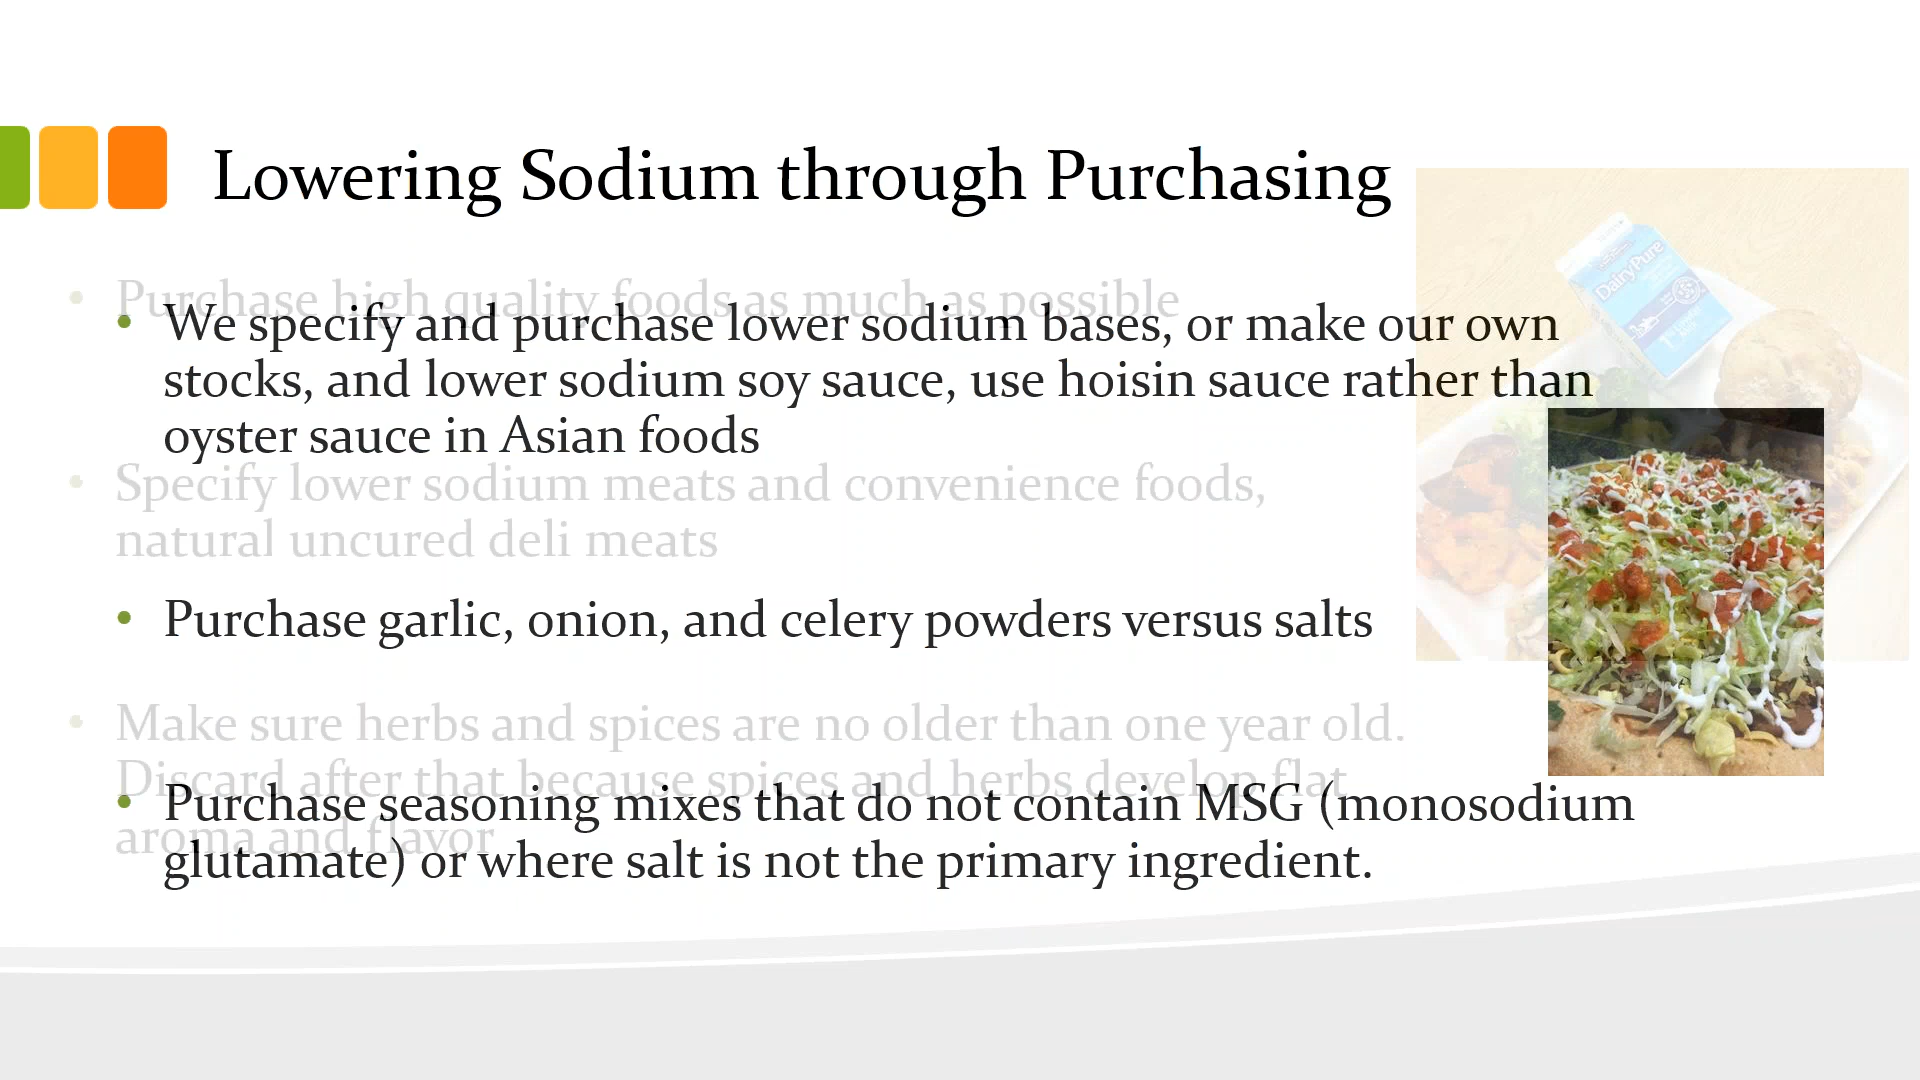 Lowering Sodium through Purchasing
• Purchase high quality foods as much as possible
• We specify and purchase lower sodium bases, or make our own
stocks, and lower sodium soy sauce, use hoisin sauce rather than
oyster sauce in Asian foods
• Specify lower sodium meats and convenience foods,
natural uncured deli meats
• Purchase garlic, onion, and celery powders versus salts
• Make sure herbs and spices are no older than one year old.
Discard after that because spices and herbs develop flat
aroma and flavor
• Purchase seasoning mixes that do not contain MSG (monosodium
glutamate) or where salt is not the primary ingredient.
DairyPure